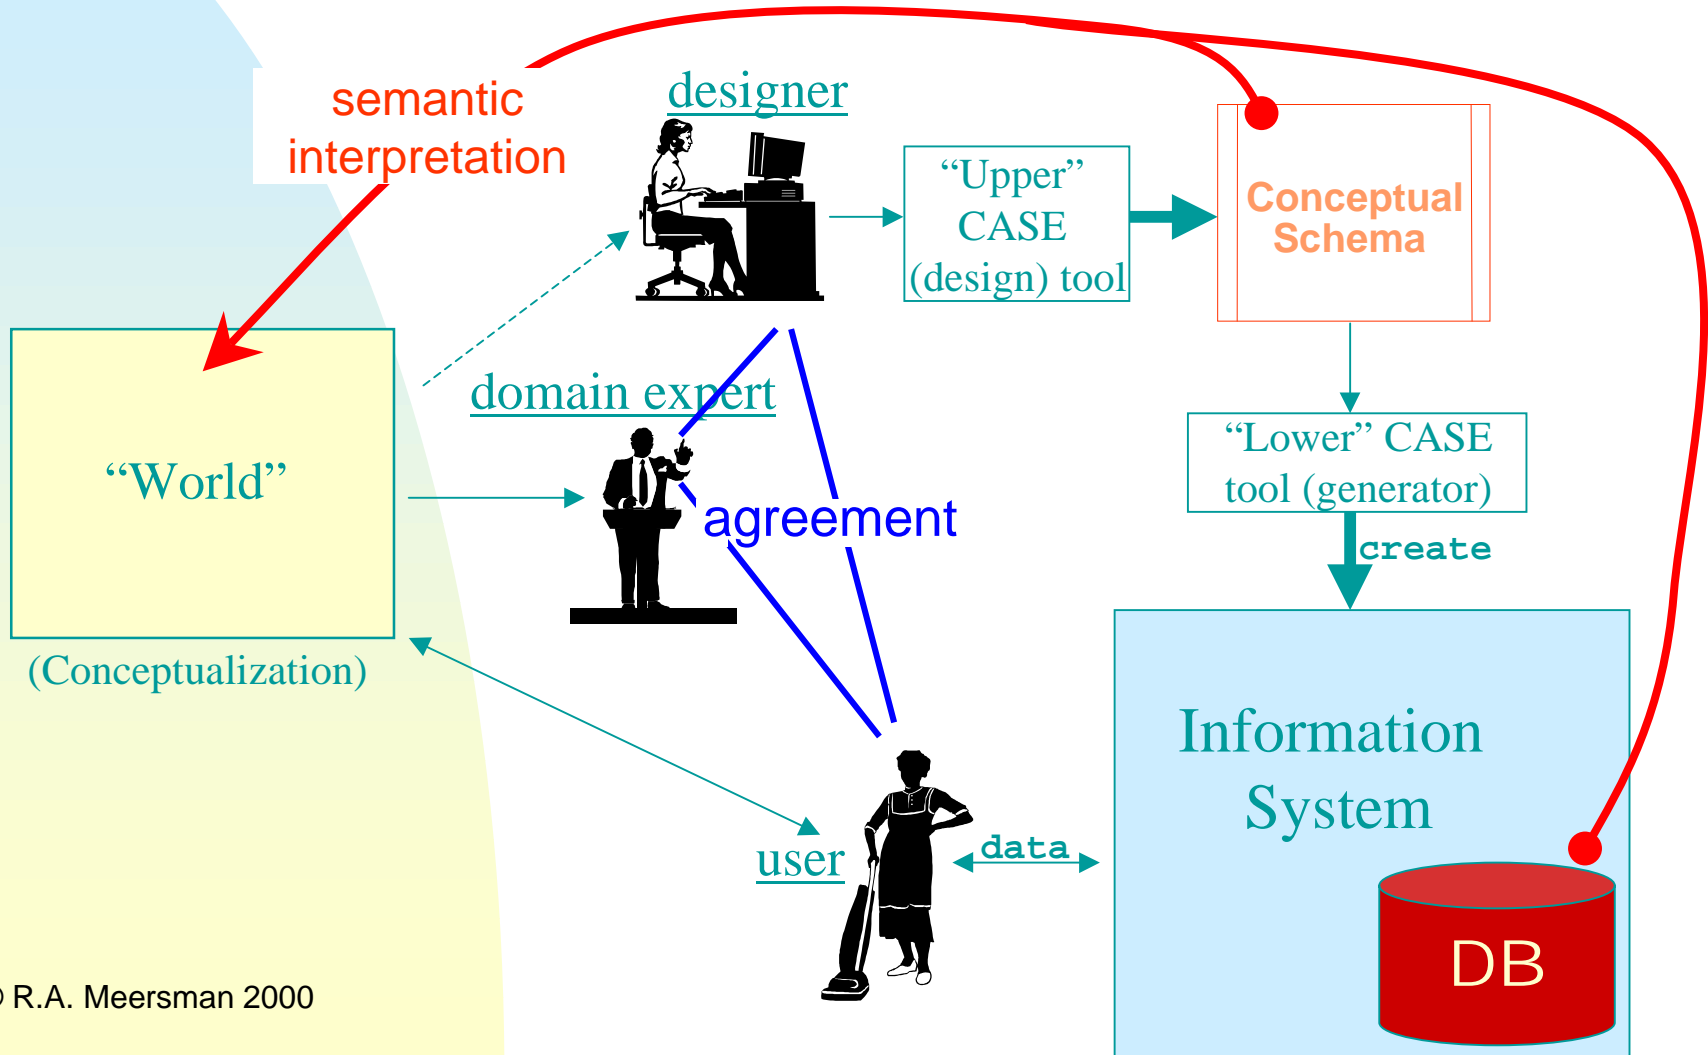 semantic
interpretation
designer
“Upper”
CASE
(design) tool
Conceptual
Schema
domain expert
“World”
“Lower” CASE
tool (generator)
agreement
create
(Conceptualization)
Information
System
user
data
DB
© R.A. Meersman 2000